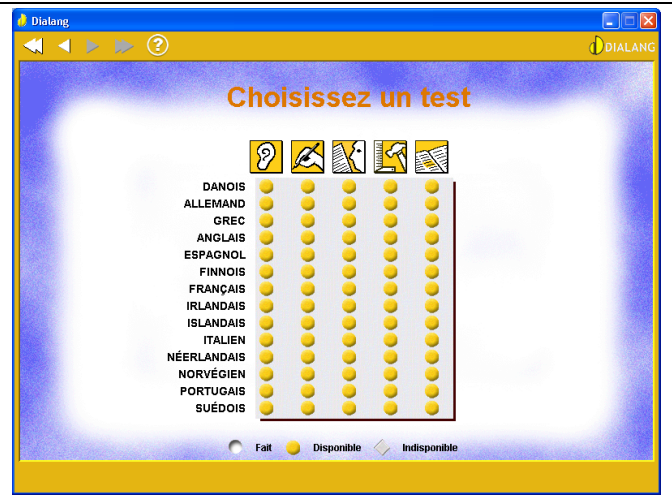 Dialang
DIALANG
Choisissez un test
DANOIS
ALLEMAND
GREC
ANGLAIS
ESPAGNOL
FINNOIS
FRANÇAIS
IRLANDAIS
ISLANDAIS
ITALIEN
NÉERLANDAIS
NORVÉGIEN
PORTUGAIS
SUÉDOIS
Fait Disponible Indisponible